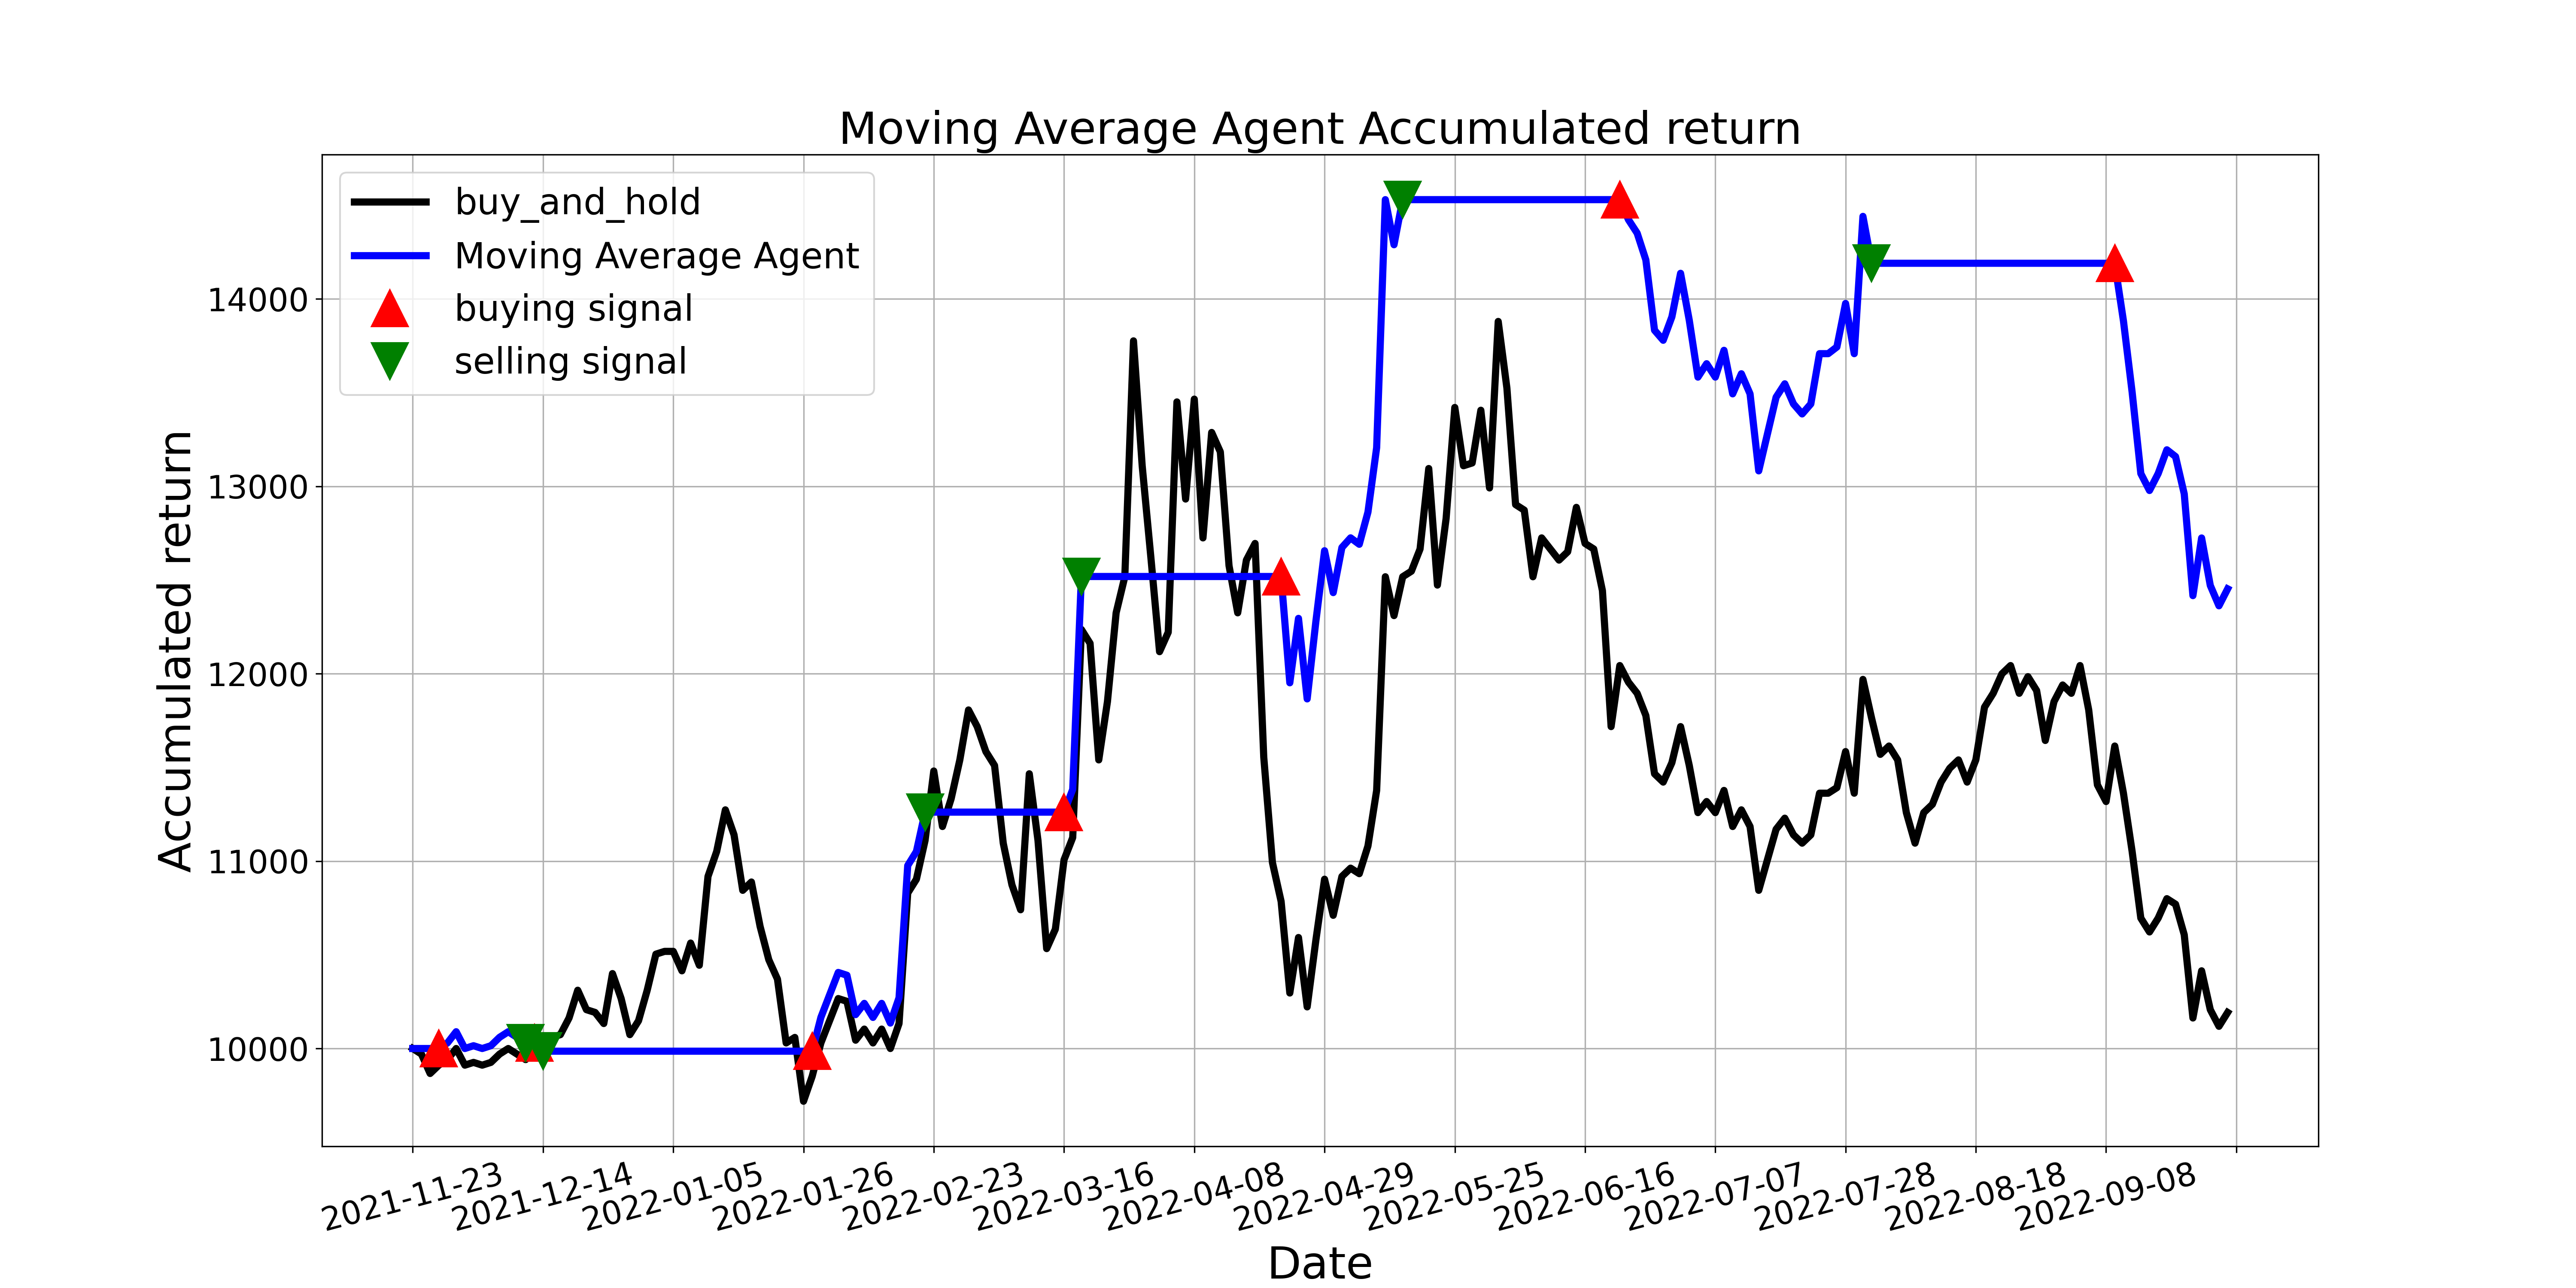 Moving Average Agent Accumulated return
buy_and_hold
Moving Average Agent
buying signal
selling signal
Accumulated return
14000
13000
12000
11000
10000
2021-11-23
2021-12-14
2022-01-05
2022-01-26
2022-02-23
2022-03-16
2022-04-08
2022-04-29
2022-05-25
2022-06-16
2022-07-07
2022-07-28
2022-08-18
2022-09-08
Date